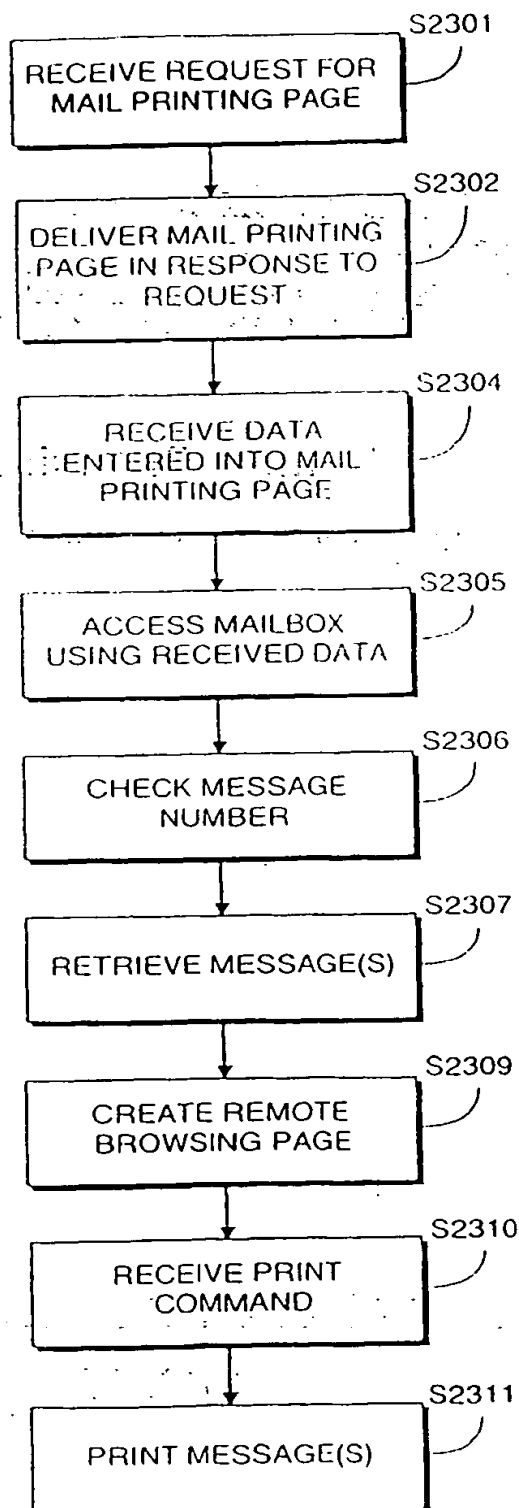 S2301
RECEIVE REQUEST FOR
MAIL PRINTING PAGE
S2302
DELIVER MAIL PRINTING
PAGE IN RESPONSE TO
REQUEST
S2304
RECEIVE DATA
ENTERED INTO MAIL
PRINTING PAGE
S2305
ACCESS MAILBOX
USING RECEIVED DATA
S2306
CHECK MESSAGE
NUMBER
S2307
RETRIEVE MESSAGE(S)
S2309
CREATE REMOTE
BROWSING PAGE
S2310
RECEIVE PRINT
COMMAND
S2311
PRINT MESSAGE(S)